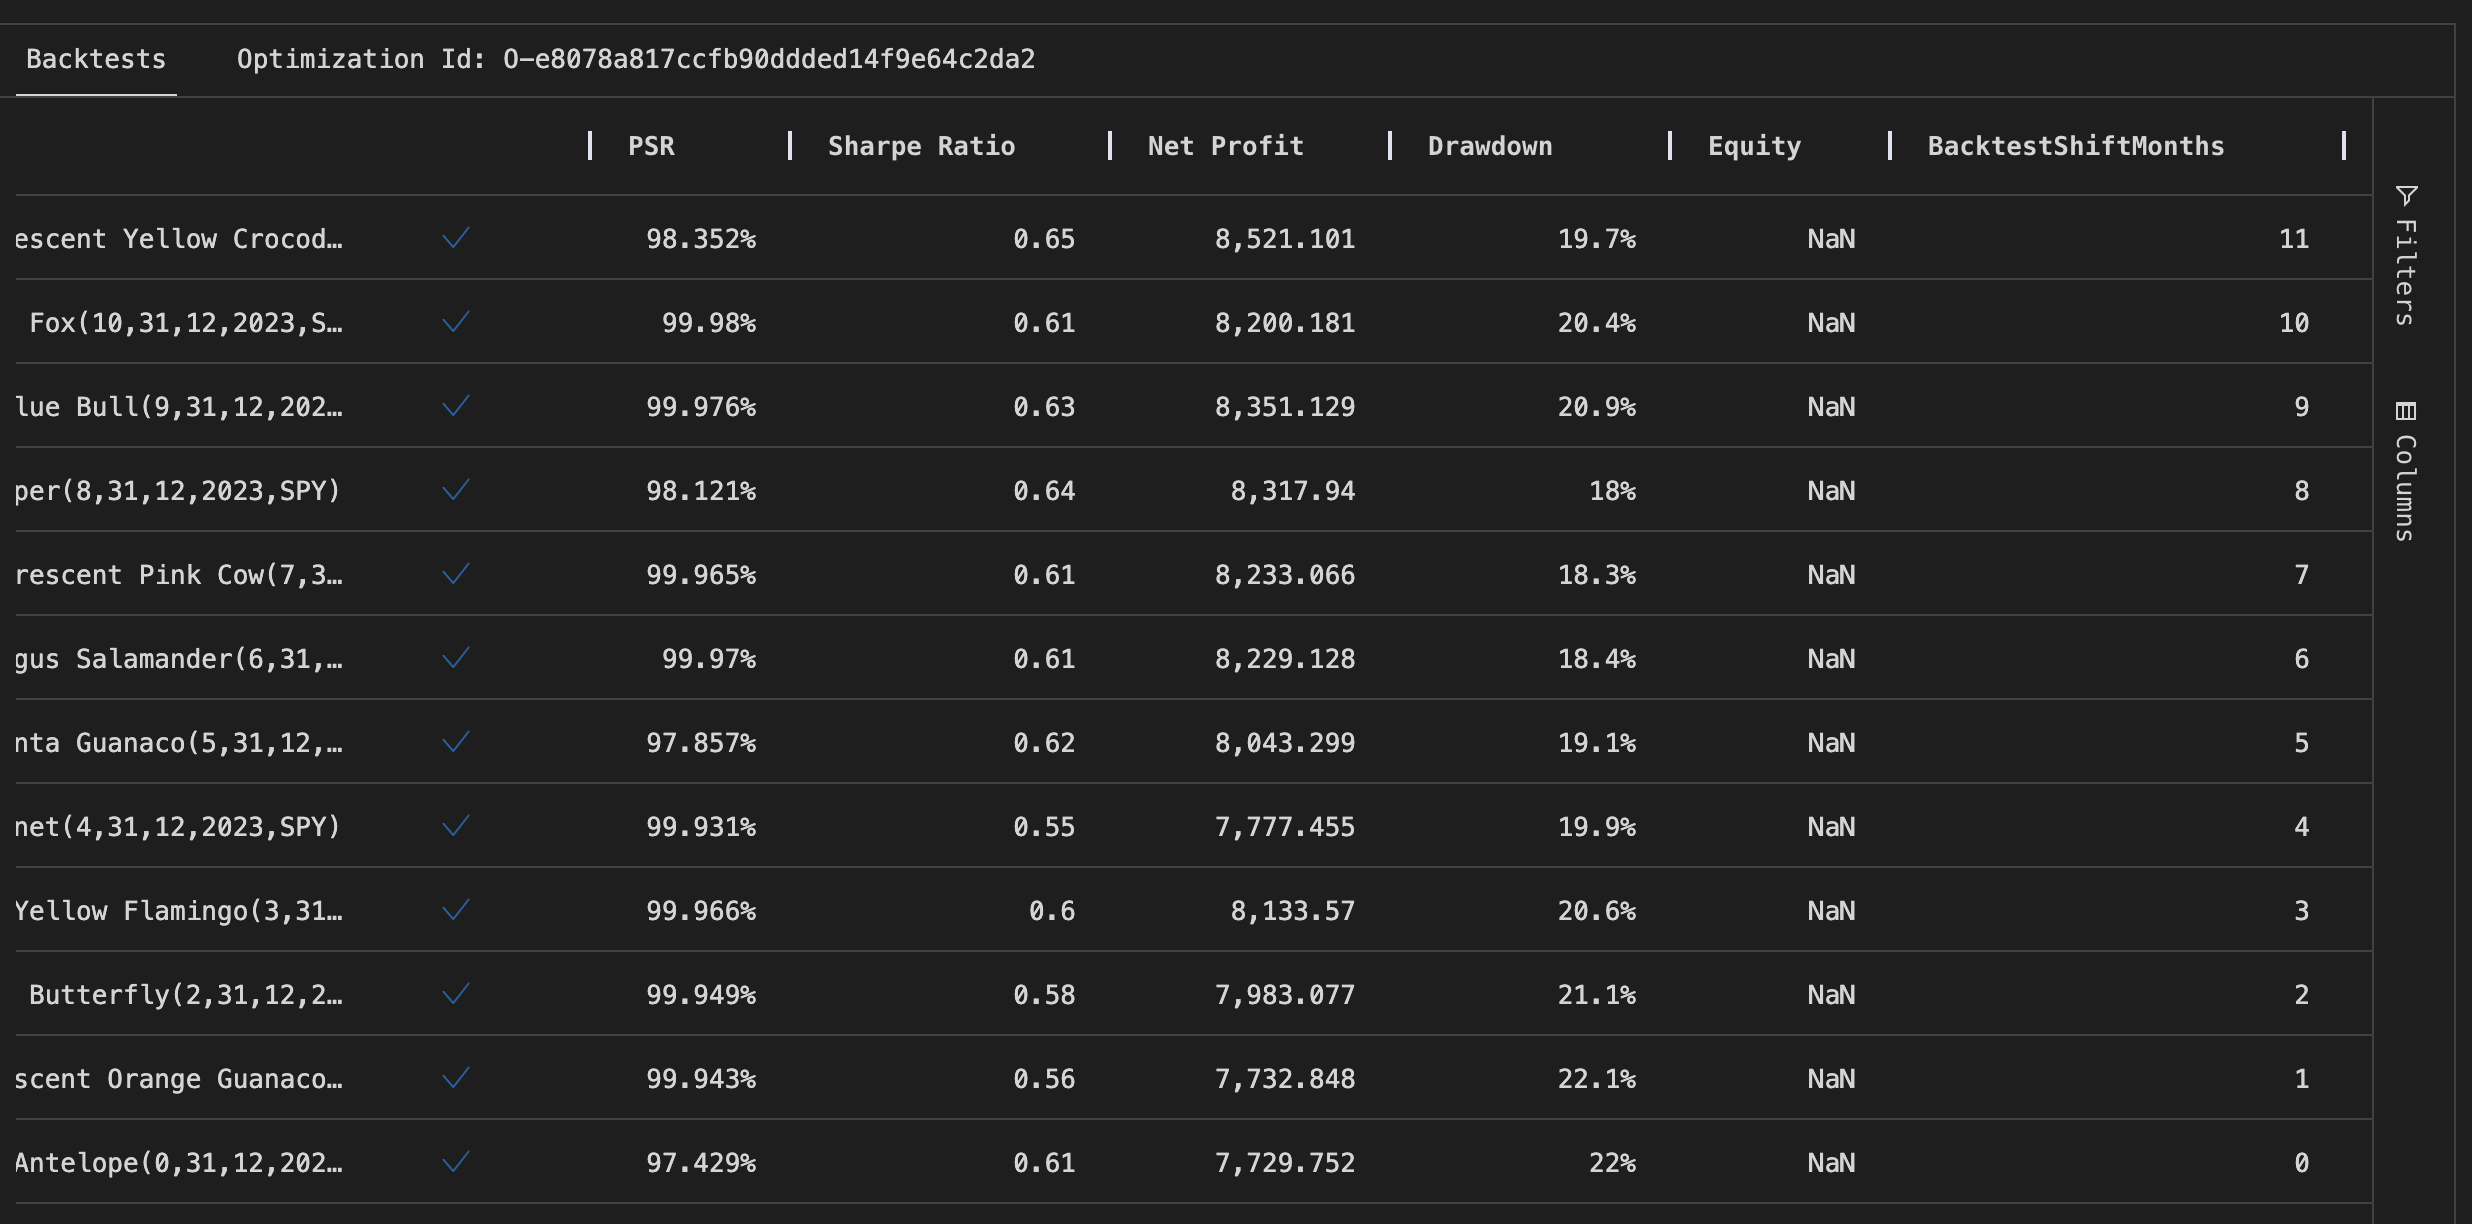 Backtests Optimization Id: O-e8078a817ccfb90ddded14f9e64c2da2
PSR Sharpe Ratio Net Profit Drawdown Equity BacktestShiftMonths
escent Yellow Crocod… 98.352% 0.65 8,521.101 19.7% NaN 11
Fox(10,31,12,2023,S… 99.98% 0.61 8,200.181 20.4% NaN 10
lue Bull(9,31,12,202… 99.976% 0.63 8,351.129 20.9% NaN 9
per(8,31,12,2023,SPY) 98.121% 0.64 8,317.94 18% NaN 8
rescent Pink Cow(7,3… 99.965% 0.61 8,233.066 18.3% NaN 7
gus Salamander(6,31,… 99.97% 0.61 8,229.128 18.4% NaN 6
nta Guanaco(5,31,12,… 97.857% 0.62 8,043.299 19.1% NaN 5
net(4,31,12,2023,SPY) 99.931% 0.55 7,777.455 19.9% NaN 4
Yellow Flamingo(3,31… 99.966% 0.6 8,133.57 20.6% NaN 3
Butterfly(2,31,12,2… 99.949% 0.58 7,983.077 21.1% NaN 2
scent Orange Guanaco… 99.943% 0.56 7,732.848 22.1% NaN 1
Antelope(0,31,12,202… 97.429% 0.61 7,729.752 22% NaN 0
Filters
Columns